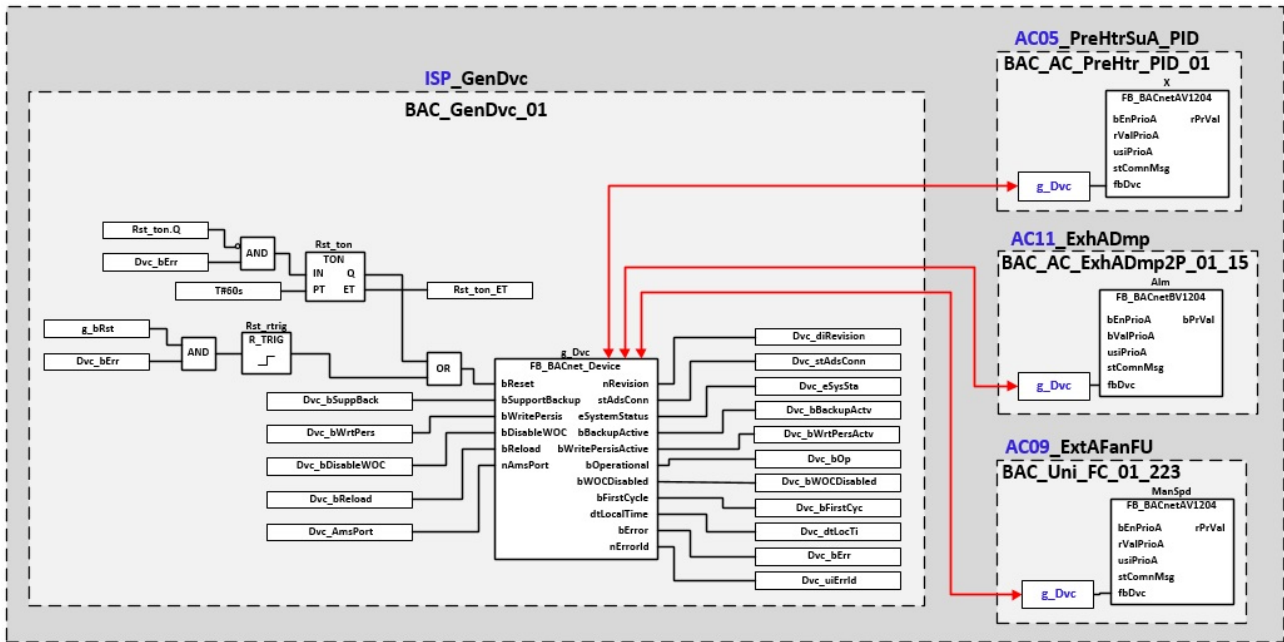 ISP_GenDvc
BAC_GenDvc_01
Rst_ton.Q
Dvc_bErr
AND
Rst_ton
TON
IN Q
PT ET
T#60s
Rst_ton_ET
g_bRst
Dvc_bErr
AND
Rst_rtrig
R_TRIG
OR
Dvc_bSuppBack
Dvc_bWrtPers
Dvc_bDisableWOC
Dvc_bReload
Dvc_AmsPort
g_Dvc
FB_BACnet_Device
bReset nRevision
bSupportBackup stAdsConn
bWritePersis eSystemStatus
bDisableWOC bBackupActive
bReload bWritePersisActive
nAmsPort bOperational
bWOCDisabled
bFirstCycle
dtLocalTime
bError
nErrorId
Dvc_diRevision
Dvc_stAdsConn
Dvc_eSysSta
Dvc_bBackupActv
Dvc_bWrtPersActv
Dvc_bOp
Dvc_bWOCDisabled
Dvc_bFirstCyc
Dvc_dtLocTi
Dvc_bErr
Dvc_uiErrId
AC05_PreHtrSuA_PID
BAC_AC_PreHtr_PID_01
X
FB_BACnetAV1204
bEnPrioA rPrVal
rValPrioA
usiPrioA
stComnMsg
g_Dvc fbDvc
AC11_ExhADmp
BAC_AC_ExhADmp2P_01_15
Alm
FB_BACnetBV1204
bEnPrioA bPrVal
bValPrioA
usiPrioA
stComnMsg
g_Dvc fbDvc
AC09_ExtAFanFU
BAC_Uni_FC_01_223
ManSpd
FB_BACnetAV1204
bEnPrioA rPrVal
rValPrioA
usiPrioA
stComnMsg
g_Dvc fbDvc